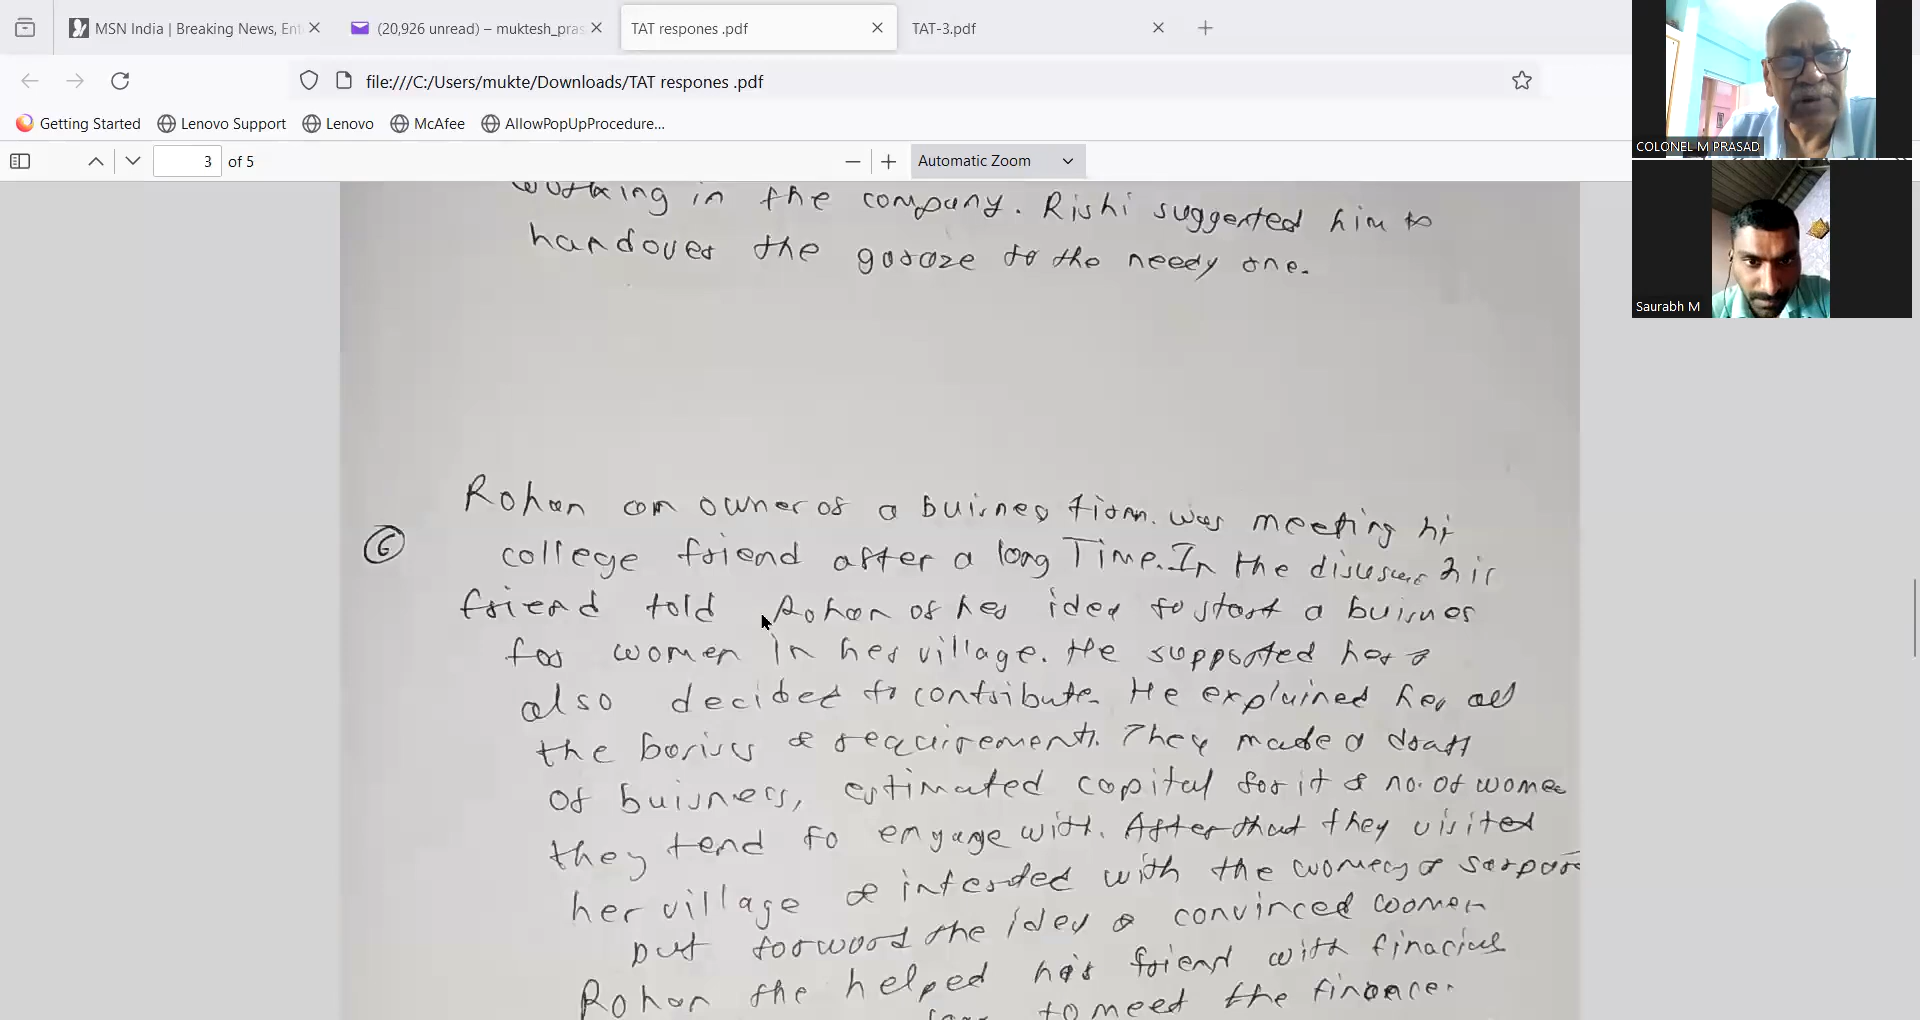 MSN India | Breaking News, Ent
(20,926 unread) – muktesh_pras
TAT respones .pdf
TAT-3.pdf
file:///C:/Users/mukte/Downloads/TAT respones .pdf
Getting Started
Lenovo Support
Lenovo
McAfee
AllowPopUpProcedure...
3 of 5
Automatic Zoom
COLONEL M PRASAD
Saurabh M
working in the company. Rishi suggested him to
handover the garaze to the needy one.
6
Rohan an owner of a buisnes firm. was meeting his
college friend after a long Time. In the his
friend told Rohan of her idea to start a buisnes
for women in her village. He supported her &
also decided to contribute. He explained her all
the & requirements. They made a draft
of buisness, estimated capital for it & no. of women
they tend to engage with. After that they visited
her village & with the &
put forword the idea & convinced women
Rohan the helped his friend with
to meet the finance.